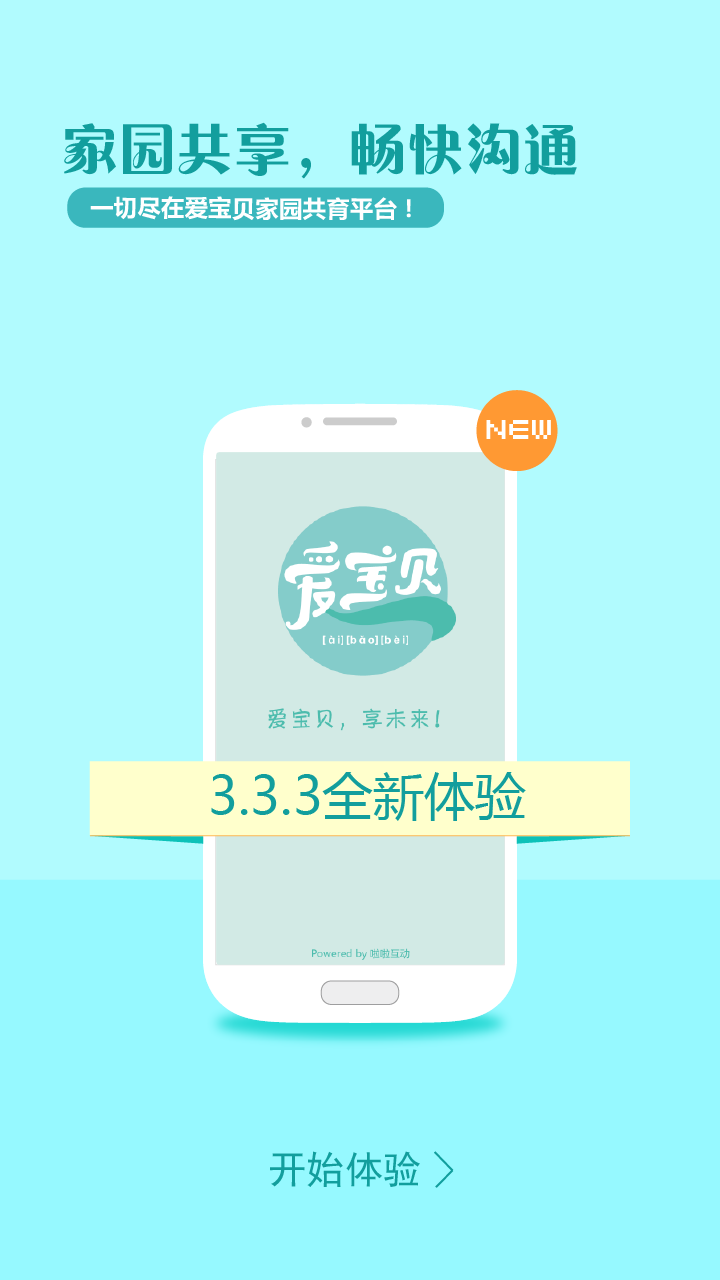 家园共享，畅快沟通
一切尽在爱宝贝家园共育平台！
NEW
爱宝贝
[ài][bǎo][bèi]
爱宝贝，享未来！
3.3.3全新体验
Powered by 啦啦互动
开始体验